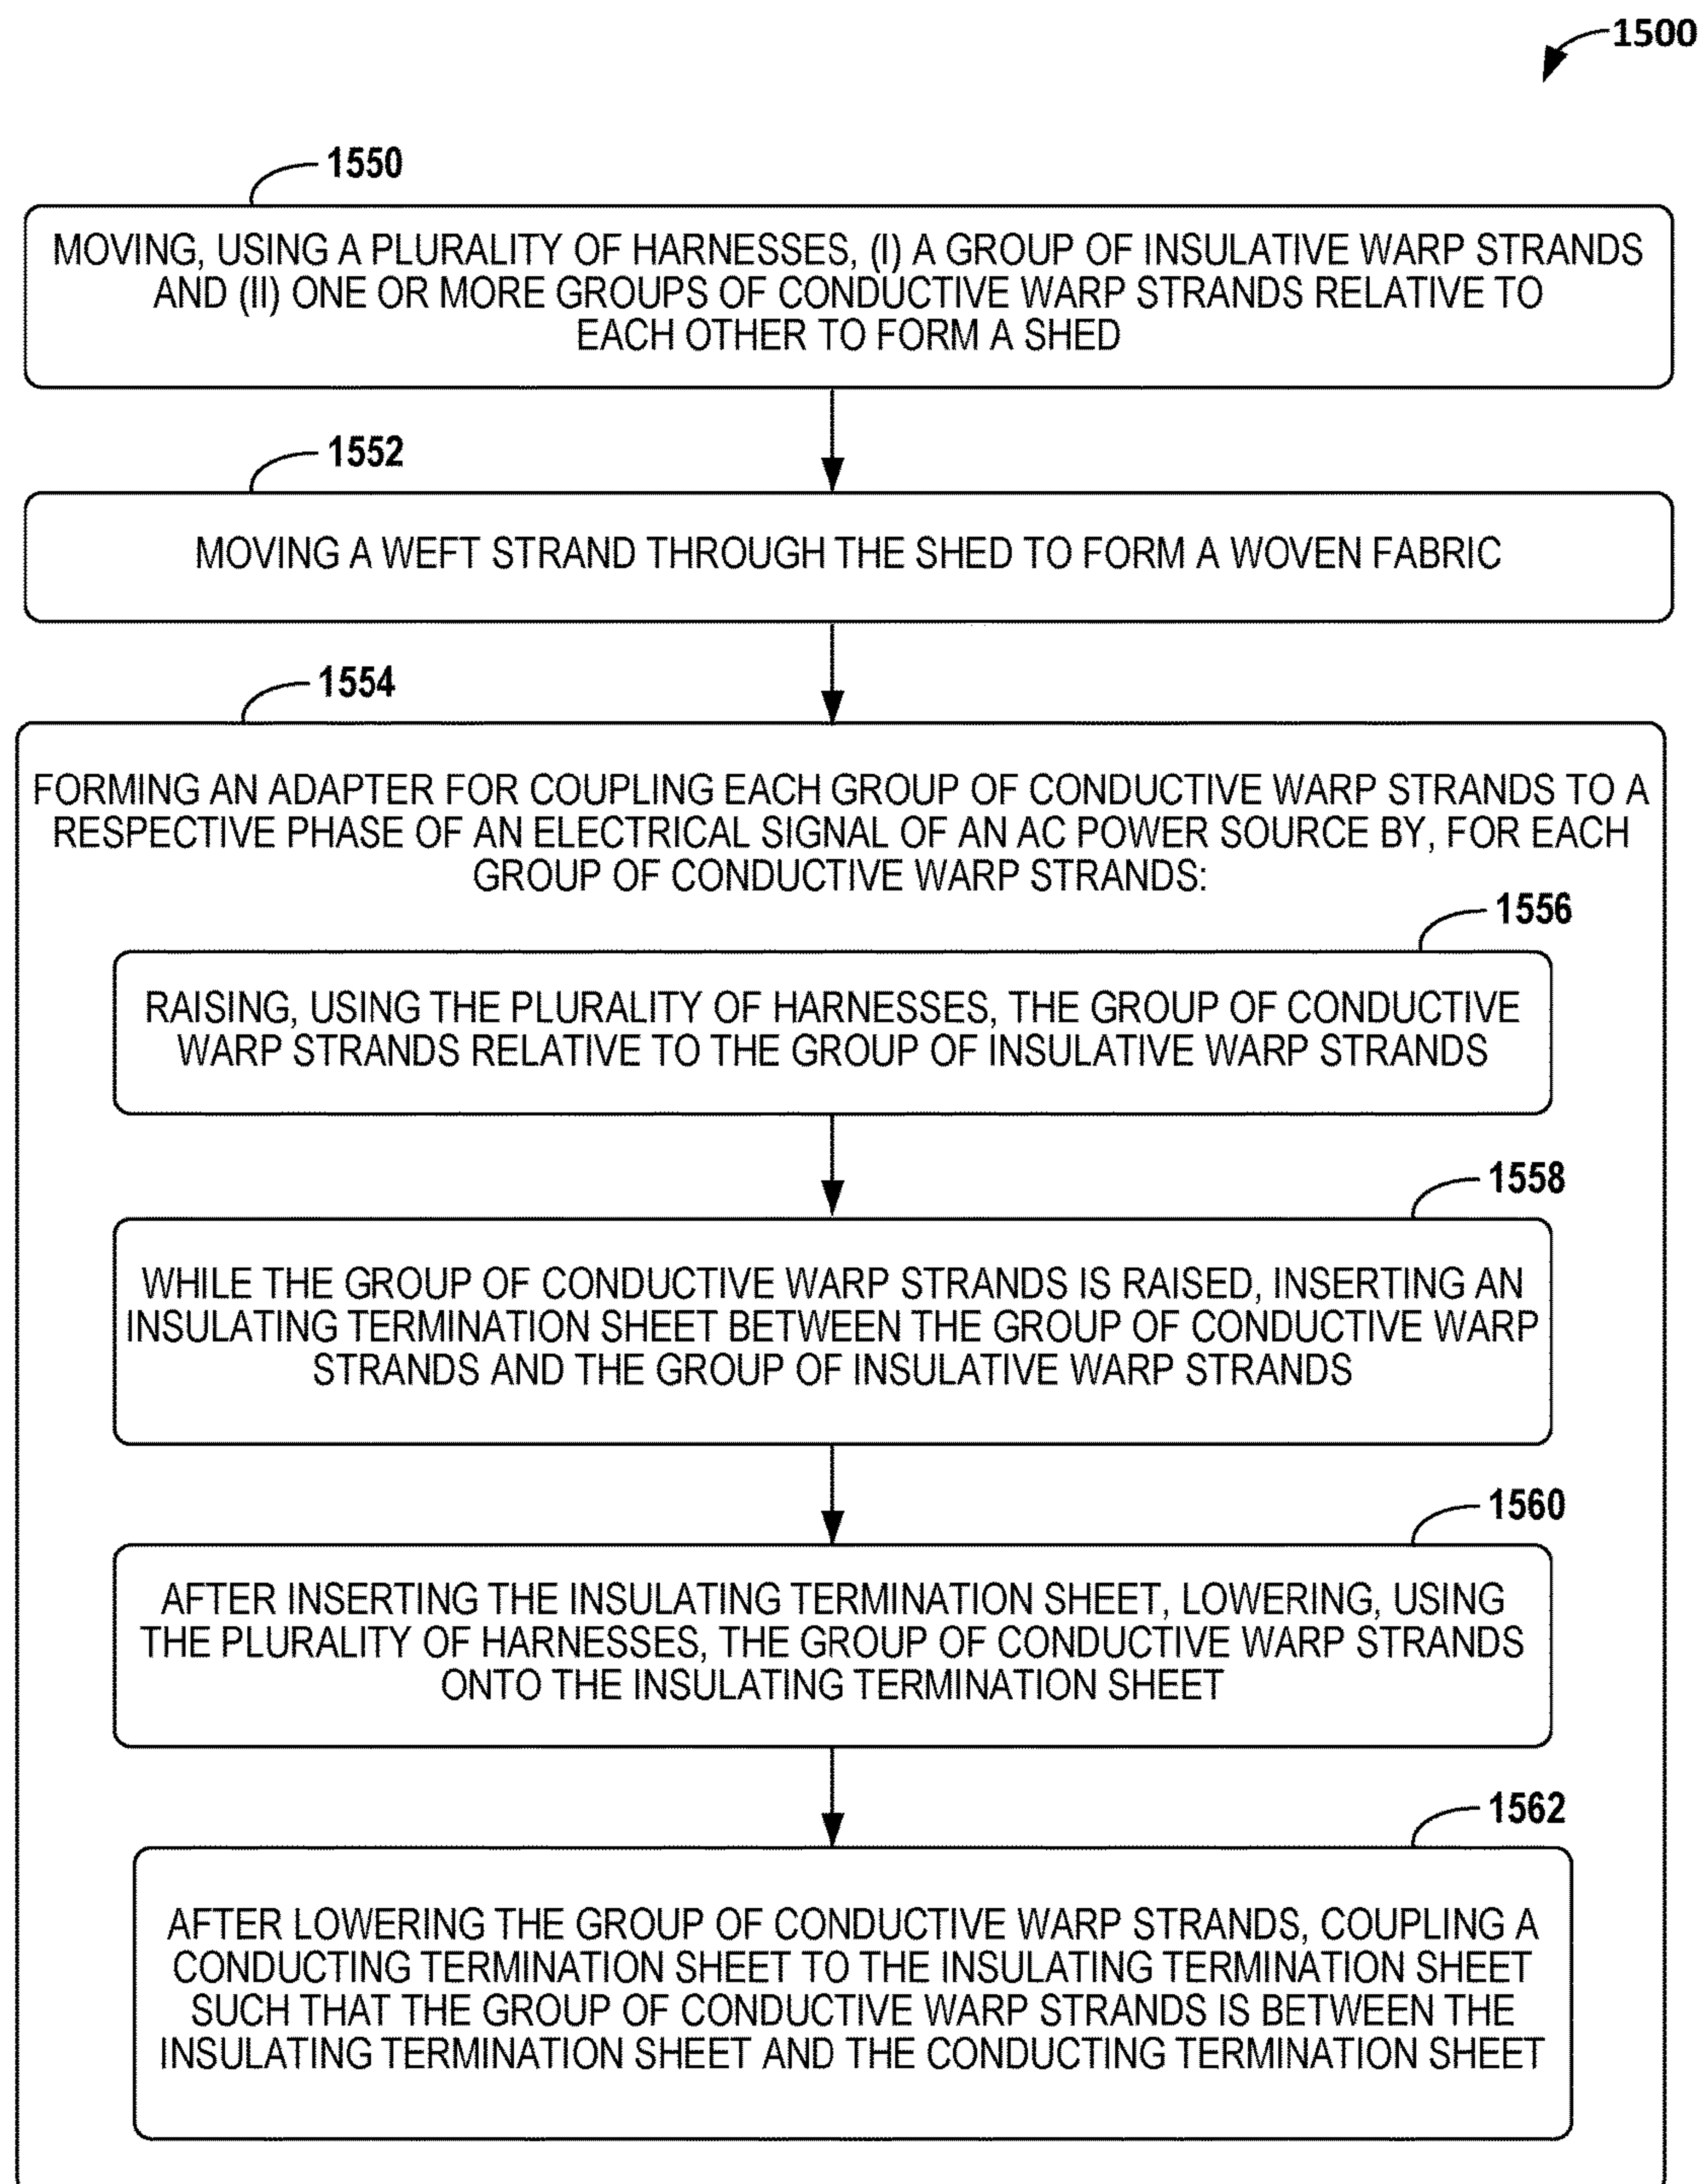 1500
1550
MOVING, USING A PLURALITY OF HARNESSES, (I) A GROUP OF INSULATIVE WARP STRANDS
AND (II) ONE OR MORE GROUPS OF CONDUCTIVE WARP STRANDS RELATIVE TO
EACH OTHER TO FORM A SHED
1552
MOVING A WEFT STRAND THROUGH THE SHED TO FORM A WOVEN FABRIC
1554
FORMING AN ADAPTER FOR COUPLING EACH GROUP OF CONDUCTIVE WARP STRANDS TO A
RESPECTIVE PHASE OF AN ELECTRICAL SIGNAL OF AN AC POWER SOURCE BY, FOR EACH
GROUP OF CONDUCTIVE WARP STRANDS:
1556
RAISING, USING THE PLURALITY OF HARNESSES, THE GROUP OF CONDUCTIVE
WARP STRANDS RELATIVE TO THE GROUP OF INSULATIVE WARP STRANDS
1558
WHILE THE GROUP OF CONDUCTIVE WARP STRANDS IS RAISED, INSERTING AN
INSULATING TERMINATION SHEET BETWEEN THE GROUP OF CONDUCTIVE WARP
STRANDS AND THE GROUP OF INSULATIVE WARP STRANDS
1560
AFTER INSERTING THE INSULATING TERMINATION SHEET, LOWERING, USING
THE PLURALITY OF HARNESSES, THE GROUP OF CONDUCTIVE WARP STRANDS
ONTO THE INSULATING TERMINATION SHEET
1562
AFTER LOWERING THE GROUP OF CONDUCTIVE WARP STRANDS, COUPLING A
CONDUCTING TERMINATION SHEET TO THE INSULATING TERMINATION SHEET
SUCH THAT THE GROUP OF CONDUCTIVE WARP STRANDS IS BETWEEN THE
INSULATING TERMINATION SHEET AND THE CONDUCTING TERMINATION SHEET